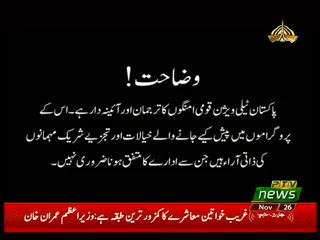 وضاحت!
پاکستان ٹیلی ویژن قومی امنگوں کا ترجمان اور آئینہ دار ہے۔ اس کے
پروگراموں میں پیش کیے جانے والے خیالات اور تجزیے شریک مہمانوں
کی ذاتی آراء ہیں جن سے ادارے کا متفق ہونا ضروری نہیں۔
PTV
news
Nov 26
غریب خواتین معاشرے کا کمزور ترین طبقہ ہے: وزیراعظم عمران خان